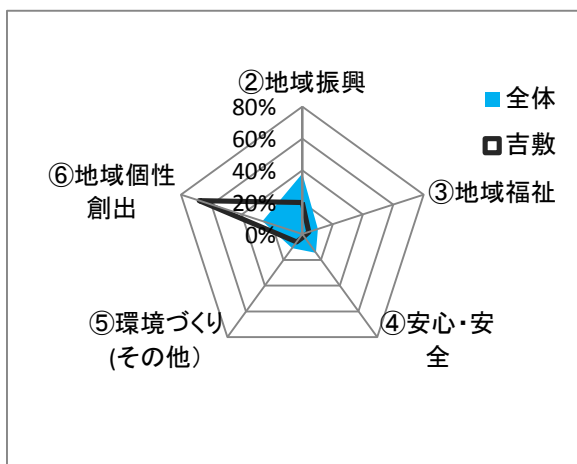 ②地域振興
80%
60%
40%
20%
0%
全体
吉敷
③地域福祉
④安心・安
全
⑤環境づくり
(その他）
⑥地域個性
創出